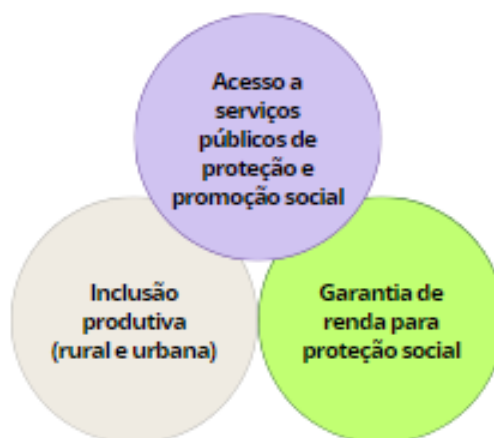 Acesso a
serviços
públicos de
proteção e
promoção social
Inclusão
produtiva
(rural e urbana)
Garantia de
renda para
proteção social